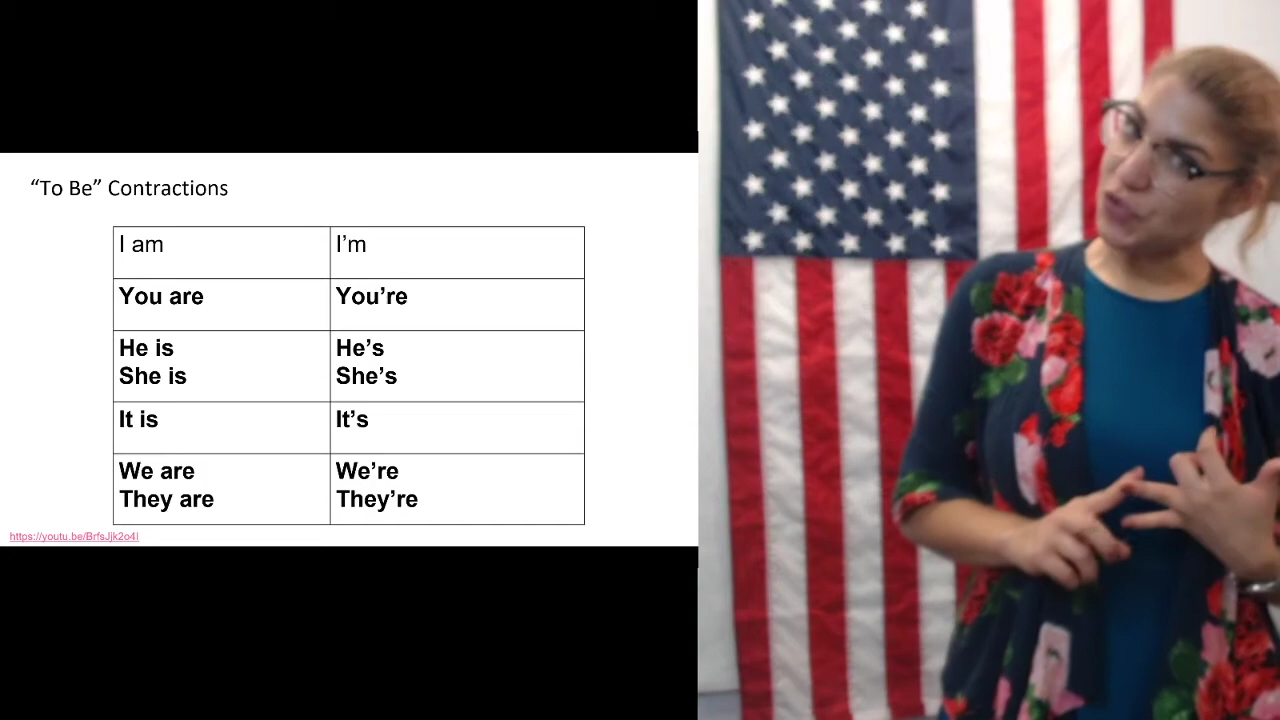 “To Be” Contractions
I am I’m
You are You’re
He is He’s
She is She’s
It is It’s
We are We’re
They are They’re
https://youtu.be/BrfsJjk2o4I